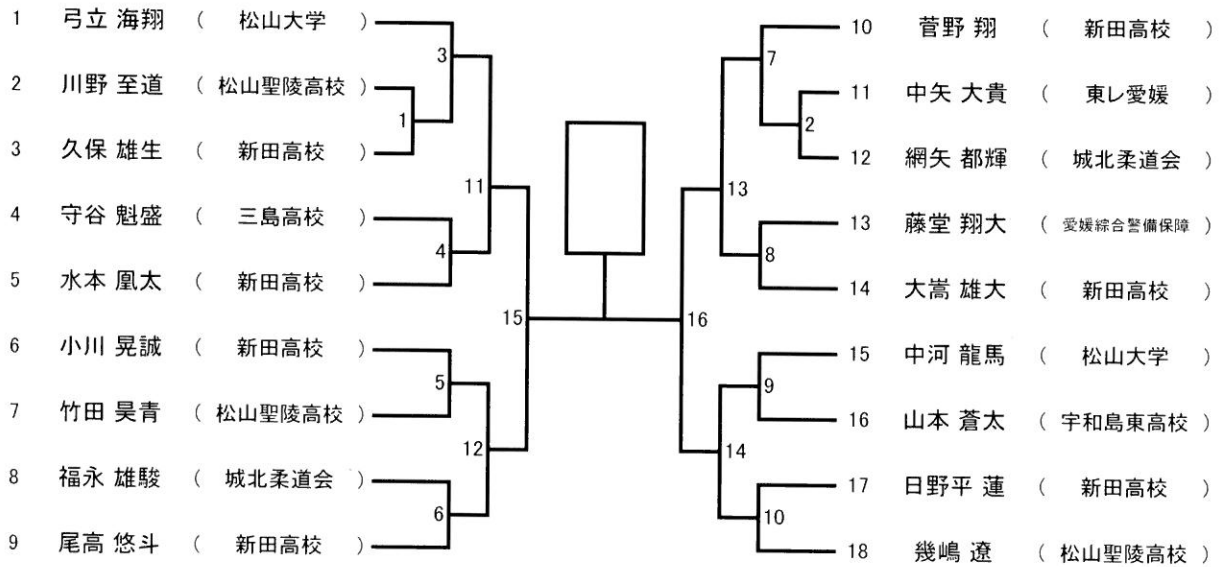 1 弓立 海翔 （ 松山大学 ）
2 川野 至道 （ 松山聖陵高校 ）
3 久保 雄生 （ 新田高校 ）
4 守谷 魁盛 （ 三島高校 ）
5 水本 凰太 （ 新田高校 ）
6 小川 晃誠 （ 新田高校 ）
7 竹田 昊青 （ 松山聖陵高校 ）
8 福永 雄駿 （ 城北柔道会 ）
9 尾高 悠斗 （ 新田高校 ）
3
1
11
4
15
5
12
6
10 菅野 翔 （ 新田高校 ）
11 中矢 大貴 （ 東レ愛媛 ）
12 網矢 都輝 （ 城北柔道会 ）
13 藤堂 翔大 （ 愛媛綜合警備保障 ）
14 大嵩 雄大 （ 新田高校 ）
15 中河 龍馬 （ 松山大学 ）
16 山本 蒼太 （ 宇和島東高校 ）
17 日野平 蓮 （ 新田高校 ）
18 幾嶋 遼 （ 松山聖陵高校 ）
7
2
13
8
16
9
14
10